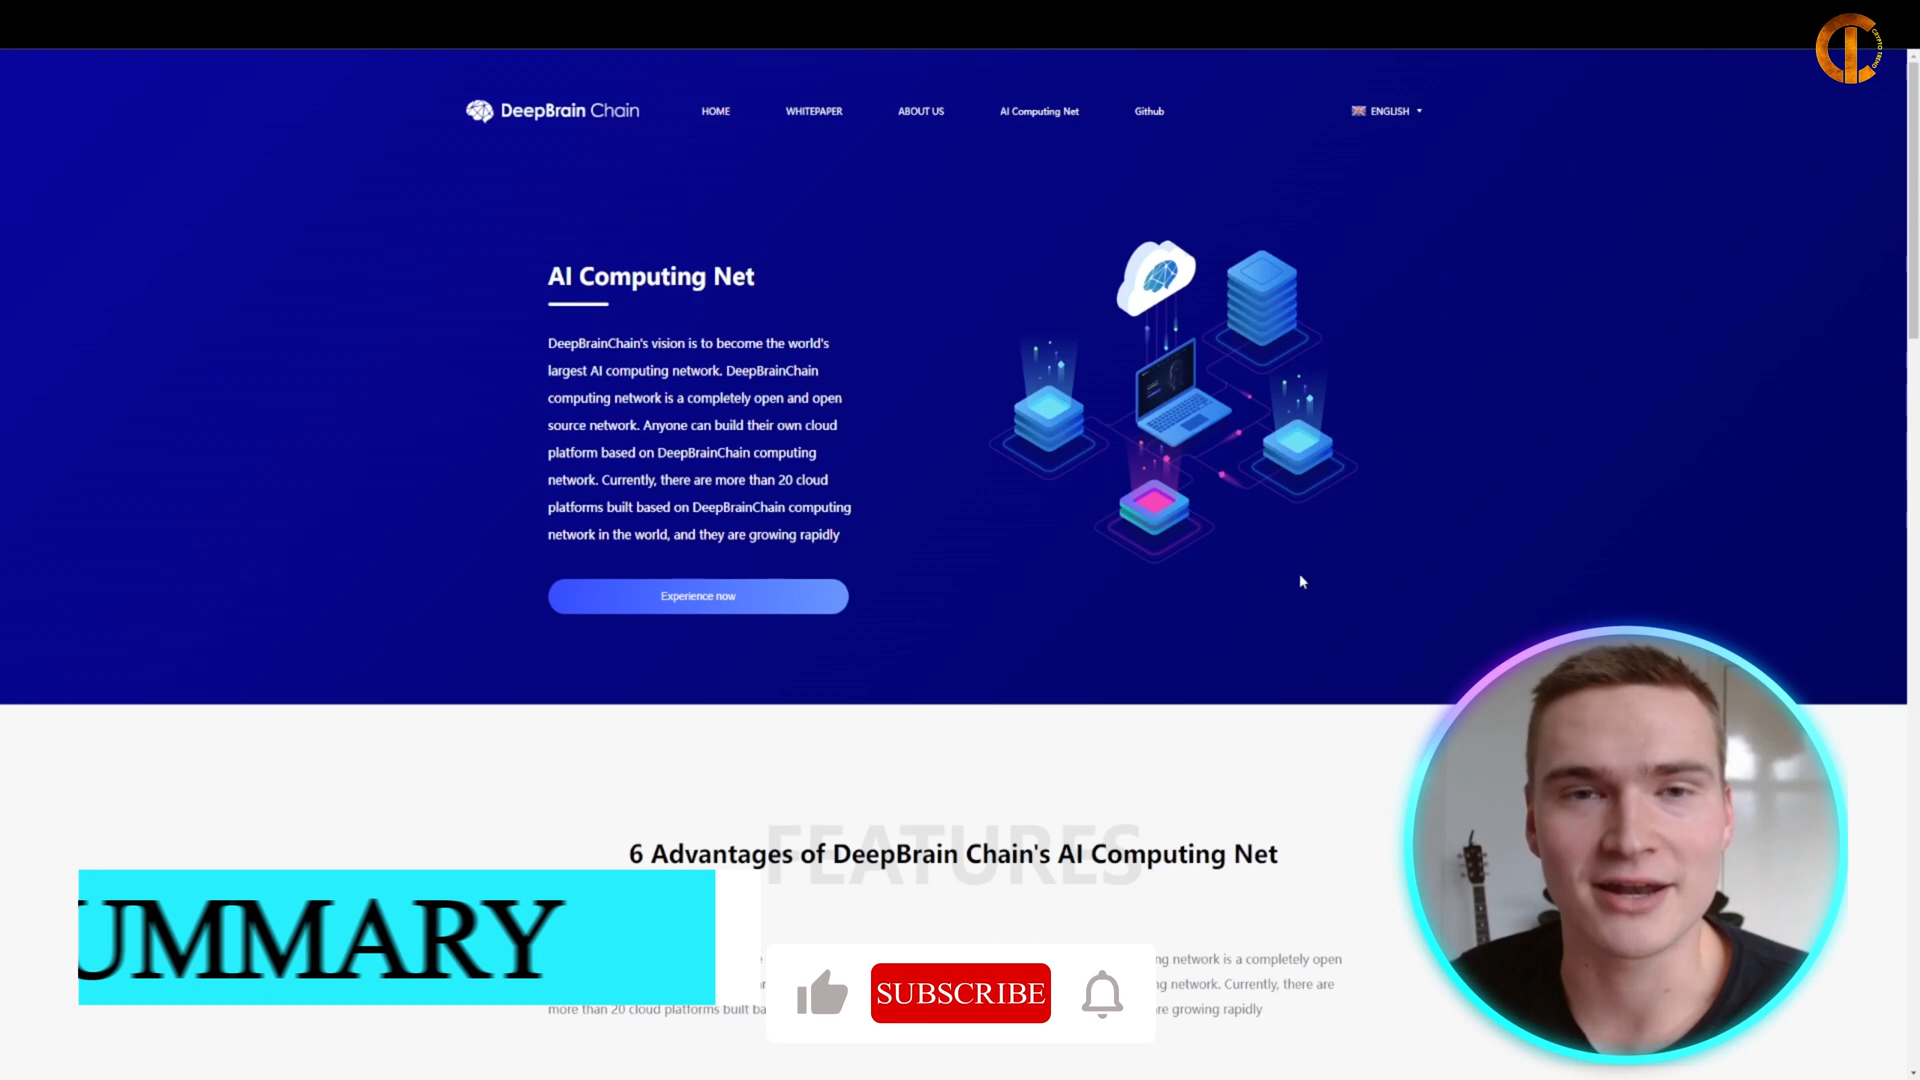 CRYPTO TREND
DeepBrain Chain
HOME
WHITEPAPER
ABOUT US
AI Computing Net
Github
ENGLISH
AI Computing Net
DeepBrainChain's vision is to become the world's
largest AI computing network. DeepBrainChain
computing network is a completely open and open
source network. Anyone can build their own cloud
platform based on DeepBrainChain computing
network. Currently, there are more than 20 cloud
platforms built based on DeepBrainChain computing
network in the world, and they are growing rapidly
Experience now
FEATURES
6 Advantages of DeepBrain Chain's AI Computing Net
UMMARY
ng network is a completely open
ng network. Currently, there are
more than 20 cloud platforms built ba
re growing rapidly
SUBSCRIBE